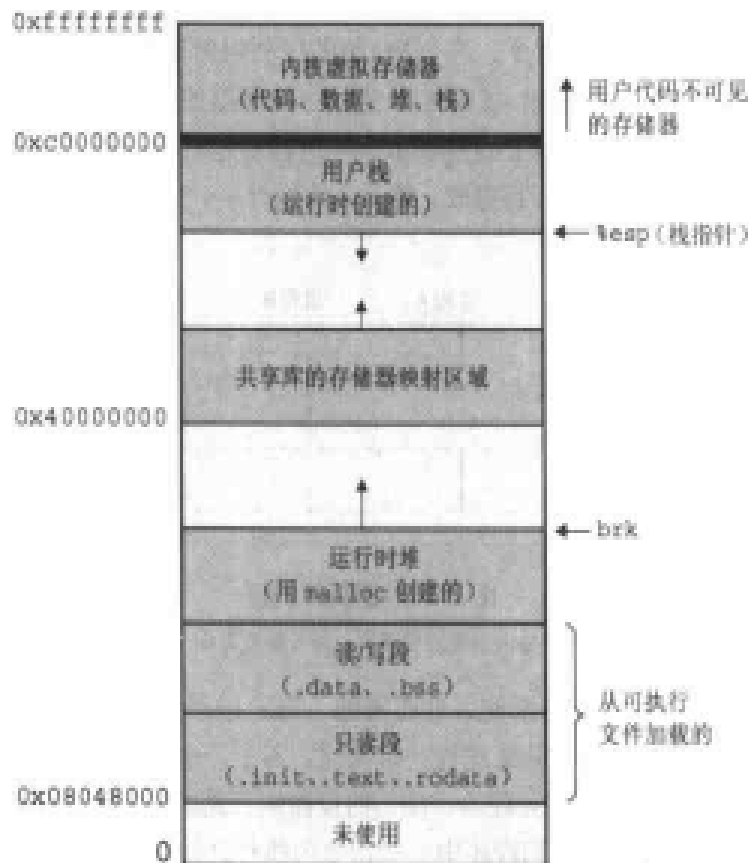 0xffffffff
内核虚拟存储器
(代码、数据、堆、栈)
用户代码不可见
的存储器
0xc0000000
用户栈
(运行时创建的)
%esp (栈指针)
共享库的存储器映射区域
0x40000000
brk
运行时堆
(用 malloc 创建的)
读/写段
(.data、.bss)
从可执行
文件加载的
只读段
(.init..text..rodata)
0x08048000
未使用
0